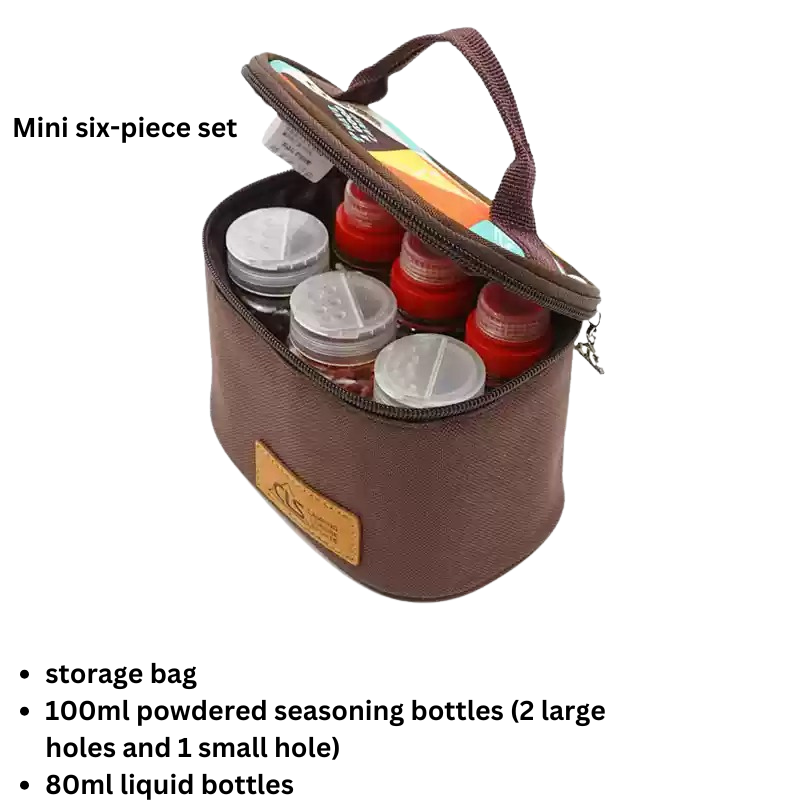 Mini six-piece set
CLS
storage bag
100ml powdered seasoning bottles (2 large
holes and 1 small hole)
80ml liquid bottles